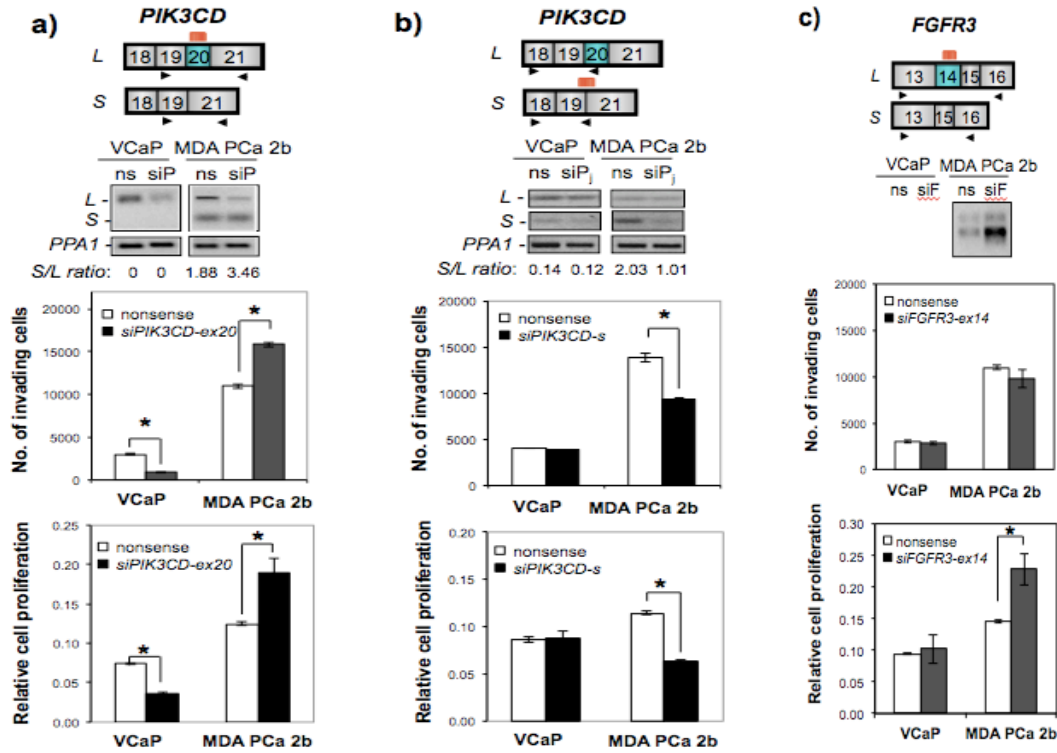 a)
PIK3CD
L 18 19 20 21
S 18 19 21
VCaP MDA PCa 2b
ns siP ns siP
L -
S -
PPA1 -
S/L ratio: 0 0 1.88 3.46
No. of invading cells
20000
15000
10000
5000
0
nonsense
siPIK3CD-ex20
*
*
VCaP MDA PCa 2b
Relative cell proliferation
0.25
0.20
0.15
0.10
0.05
0.00
nonsense
siPIK3CD-ex20
*
*
VCaP MDA PCa 2b
b)
PIK3CD
L 18 19 20 21
S 18 19 21
VCaP MDA PCa 2b
ns siPj ns siPj
L -
S -
PPA1 -
S/L ratio: 0.14 0.12 2.03 1.01
No. of invading cells
20000
15000
10000
5000
0
nonsense
siPIK3CD-s
*
VCaP MDA PCa 2b
Relative cell proliferation
0.20
0.15
0.10
0.05
0.00
nonsense
siPIK3CD-s
*
VCaP MDA PCa 2b
c)
FGFR3
L 13 14 15 16
S 13 15 16
VCaP MDA PCa 2b
ns siF ns siF
No. of invading cells
20000
15000
10000
5000
0
nonsense
siFGFR3-ex14
VCaP MDA PCa 2b
Relative cell proliferation
0.30
0.25
0.20
0.15
0.10
0.05
0.00
nonsense
siFGFR3-ex14
*
VCaP MDA PCa 2b